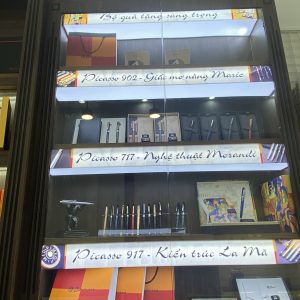 Bộ quà tặng sang trọng
Picasso 902 - Giấc mơ nàng Marie
Picasso 717 - Nghệ thuật Morandi
Picasso 917 - Kiến trúc La Mã